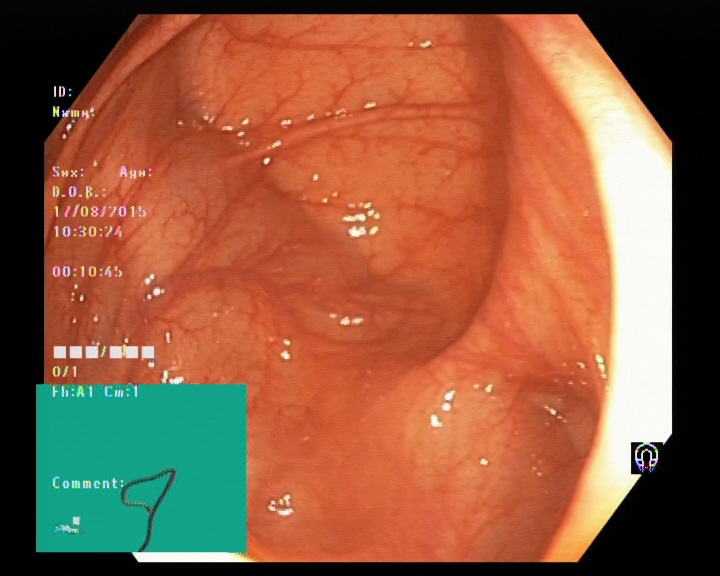 ID:
Name:
Sex: Age:
D.O.B.:
17/08/2015
10:30:24
00:10:45
0/1
Eh:A1 Cm:1
Comment: